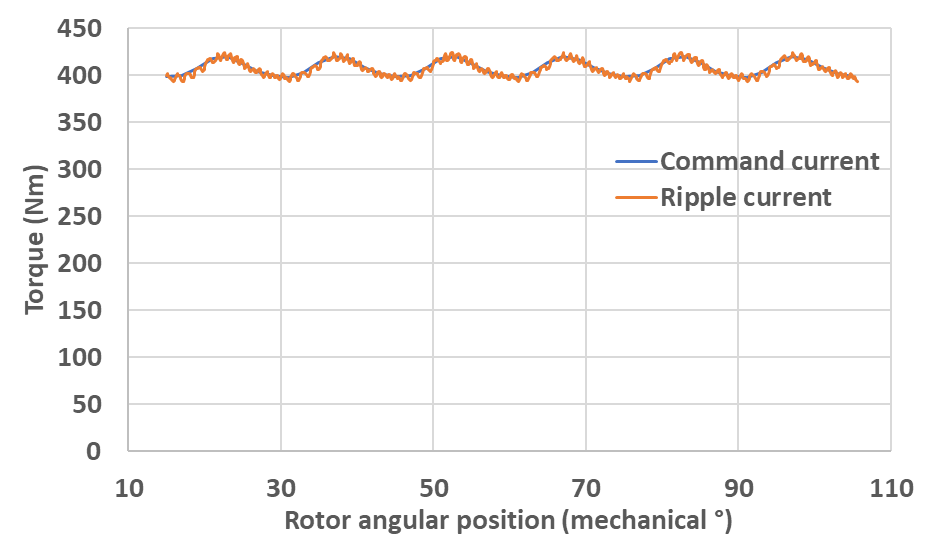 450
400
350
300
250
200
150
100
50
0
Torque (Nm)
Command current
Ripple current
10 30 50 70 90 110
Rotor angular position (mechanical °)